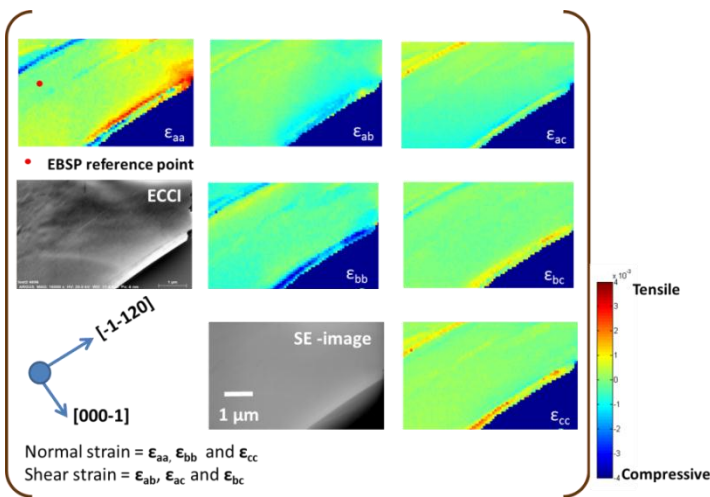 εaa
εab
εac
• EBSP reference point
ECCI
1 μm
εbb
εbc
[-1-120]
[000-1]
SE -image
1 μm
εcc
x 10⁻³
Tensile
4
3
2
1
0
-1
-2
-3
-4
Compressive
Normal strain = εaa, εbb and εcc
Shear strain = εab, εac and εbc